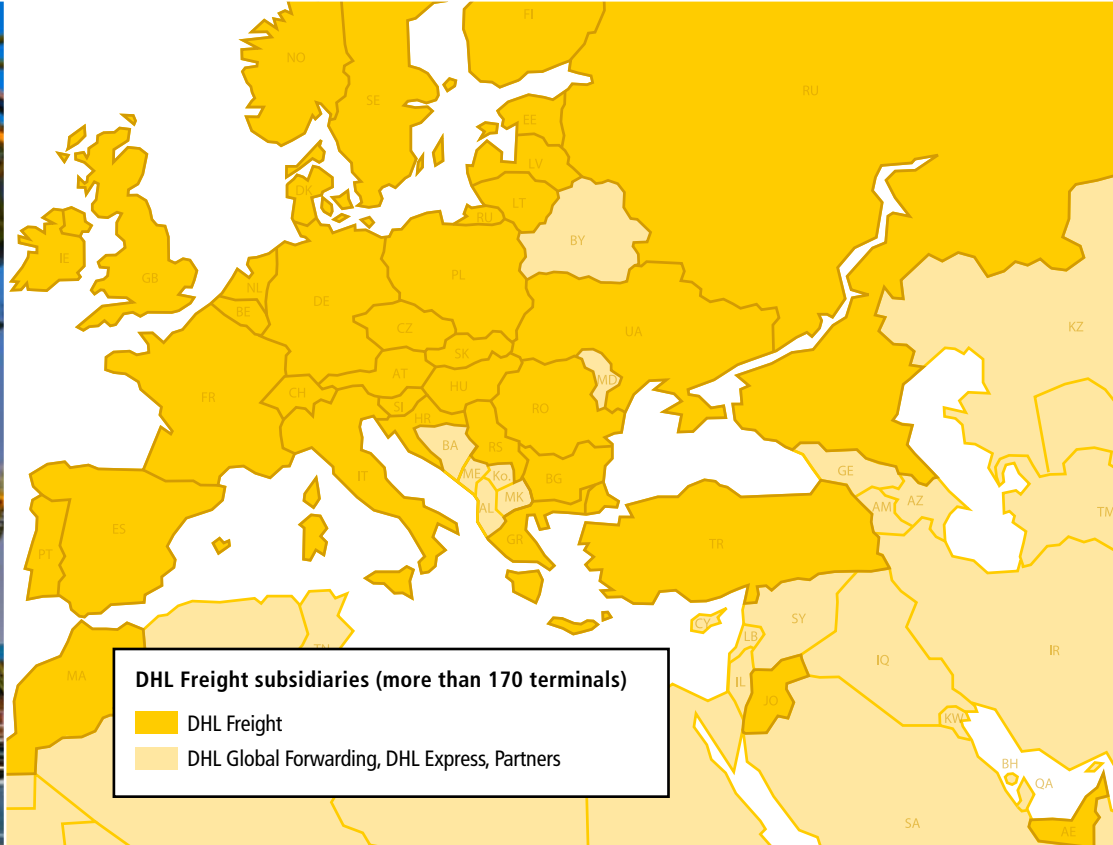 FI
NO
RU
SE
EE
LV
DK
LT
RU
BY
IE
GB
NL
PL
DE
BE
CZ
UA
KZ
SK
AT
MD
HU
CH
FR
SI
RO
HR
BA
RS
IT
ME
Ko.
BG
GE
MK
AL
AM
AZ
TM
ES
GR
TR
PT
CY
SY
LB
TN
IQ
IR
MA
IL
JO
KW
BH
QA
SA
AE
DHL Freight subsidiaries (more than 170 terminals)
DHL Freight
DHL Global Forwarding, DHL Express, Partners